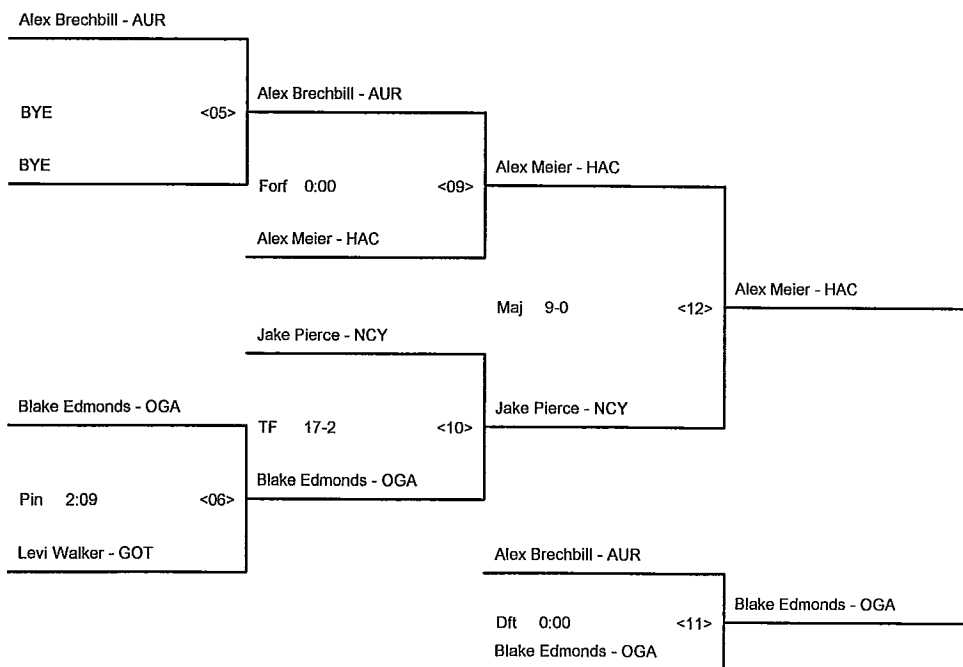 Alex Brechbill - AUR
Alex Brechbill - AUR
BYE <05>
BYE
Alex Meier - HAC
Forf 0:00 <09>
Alex Meier - HAC
Alex Meier - HAC
Maj 9-0 <12>
Jake Pierce - NCY
Blake Edmonds - OGA
Jake Pierce - NCY
TF 17-2 <10>
Blake Edmonds - OGA
Pin 2:09 <06>
Levi Walker - GOT
Alex Brechbill - AUR
Blake Edmonds - OGA
Dft 0:00 <11>
Blake Edmonds - OGA